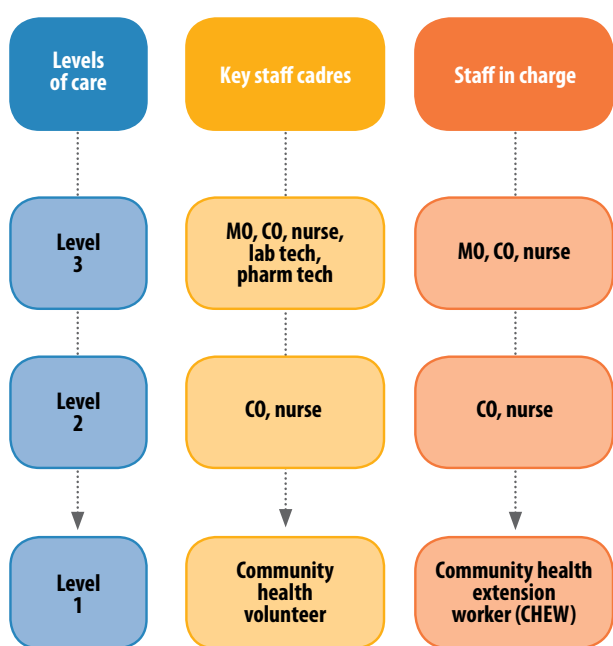 Levels
of care
Key staff cadres
Staff in charge
Level
3
MO, CO, nurse,
lab tech,
pharm tech
MO, CO, nurse
Level
2
CO, nurse
CO, nurse
Level
1
Community
health
volunteer
Community health
extension
worker (CHEW)